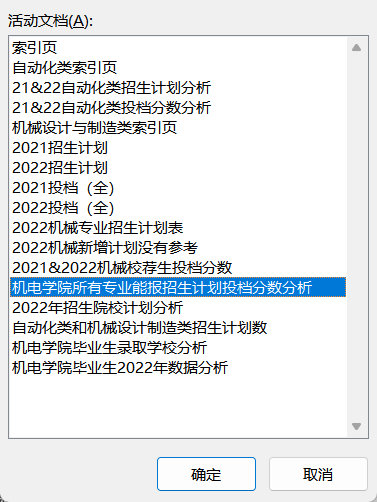 活动文档(A):
索引页
自动化类索引页
21&22自动化类招生计划分析
21&22自动化类投档分数分析
机械设计与制造类索引页
2021招生计划
2022招生计划
2021投档（全）
2022投档（全）
2022机械专业招生计划表
2022机械新增计划没有参考
2021&2022机械校荐生投档分数
机电学院所有专业能报招生计划投档分数分析
2022年招生院校计划分析
自动化类和机械设计制造类招生计划数
机电学院毕业生录取学校分析
机电学院毕业生2022年数据分析
确定
取消